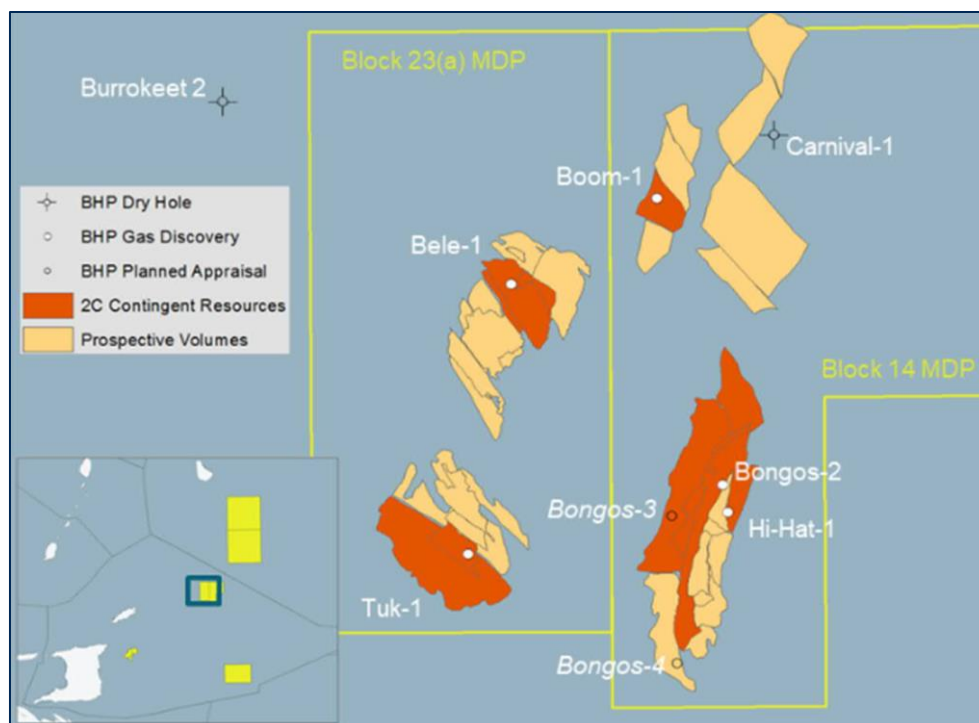 Block 23(a) MDP
Burrokeet 2
Carnival-1
Boom-1
BHP Dry Hole
BHP Gas Discovery
Bele-1
BHP Planned Appraisal
2C Contingent Resources
Prospective Volumes
Block 14 MDP
Bongos-2
Bongos-3
Hi-Hat-1
Tuk-1
Bongos-4